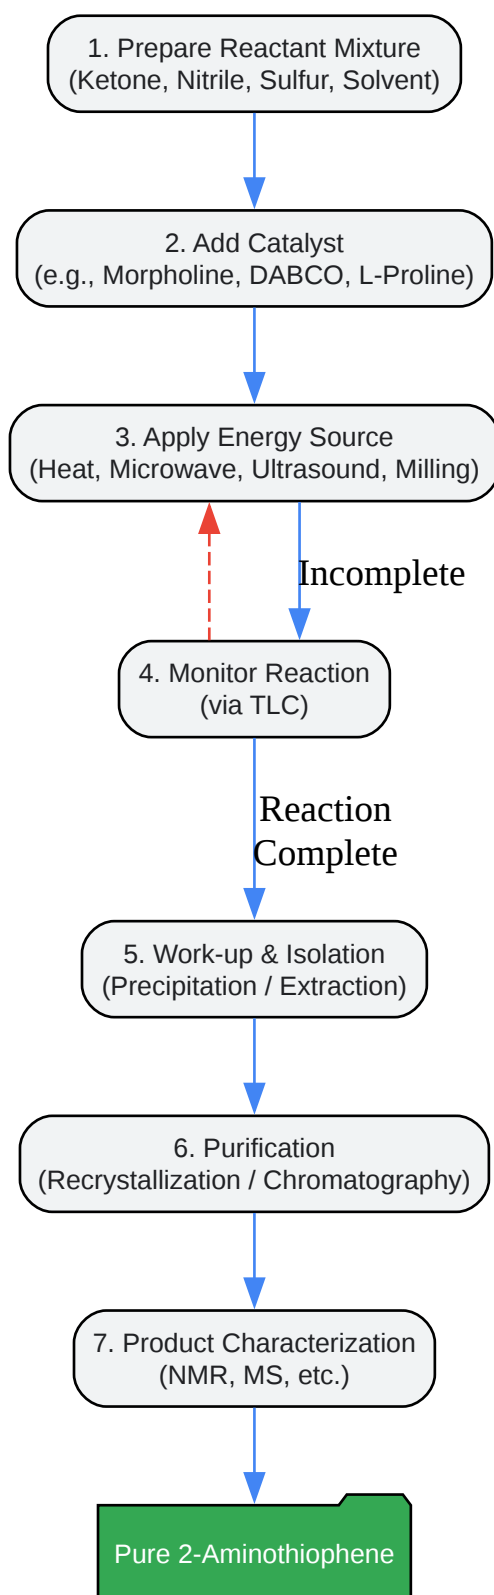 1. Prepare Reactant Mixture
(Ketone, Nitrile, Sulfur, Solvent)
2. Add Catalyst
(e.g., Morpholine, DABCO, L-Proline)
3. Apply Energy Source
(Heat, Microwave, Ultrasound, Milling)
Incomplete
4. Monitor Reaction
(via TLC)
Reaction
Complete
5. Work-up & Isolation
(Precipitation / Extraction)
6. Purification
(Recrystallization / Chromatography)
7. Product Characterization
(NMR, MS, etc.)
Pure 2-Aminothiophene